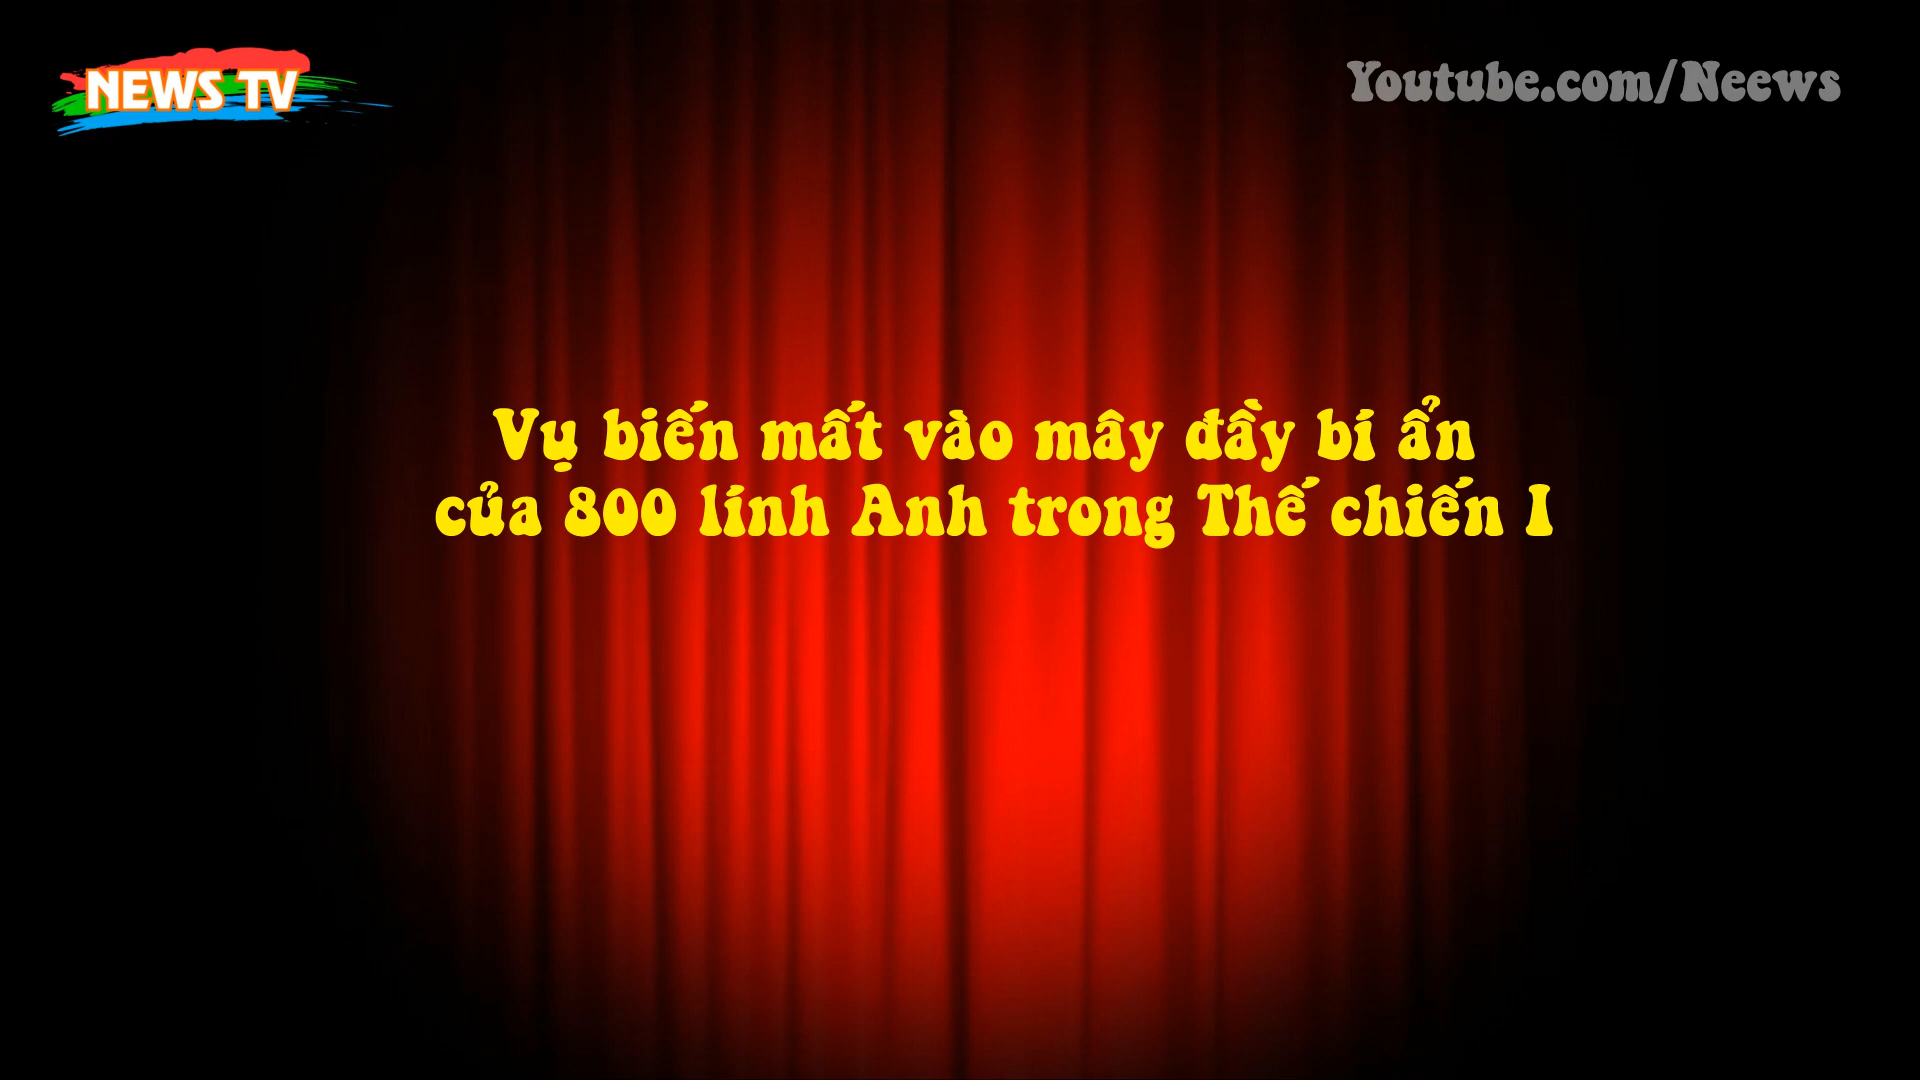 NEWS TV
Youtube.com/Neews
Vụ biến mất vào mây đầy bí ẩn
của 800 lính Anh trong Thế chiến I